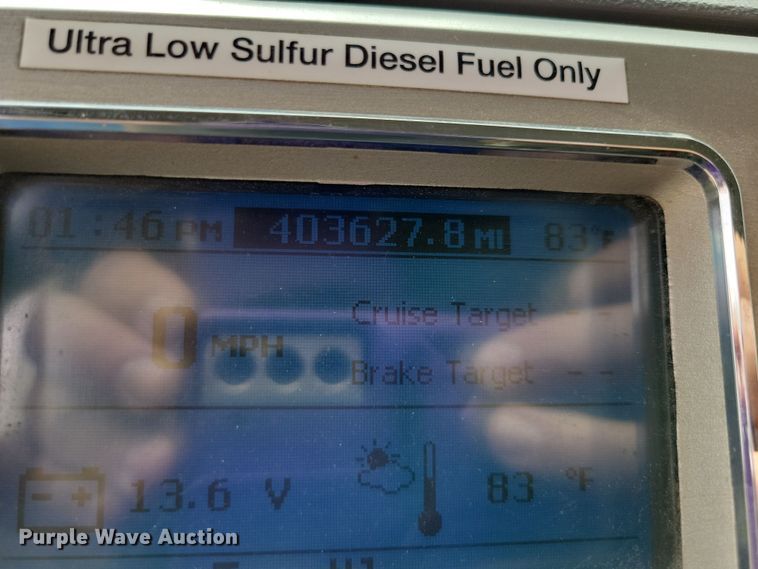 Ultra Low Sulfur Diesel Fuel Only
01:46 PM 403627.8 MI 83°F
Cruise Target - -
0 MPH
Brake Target - -
- + 13.6 V 83 °F
Purple Wave Auction